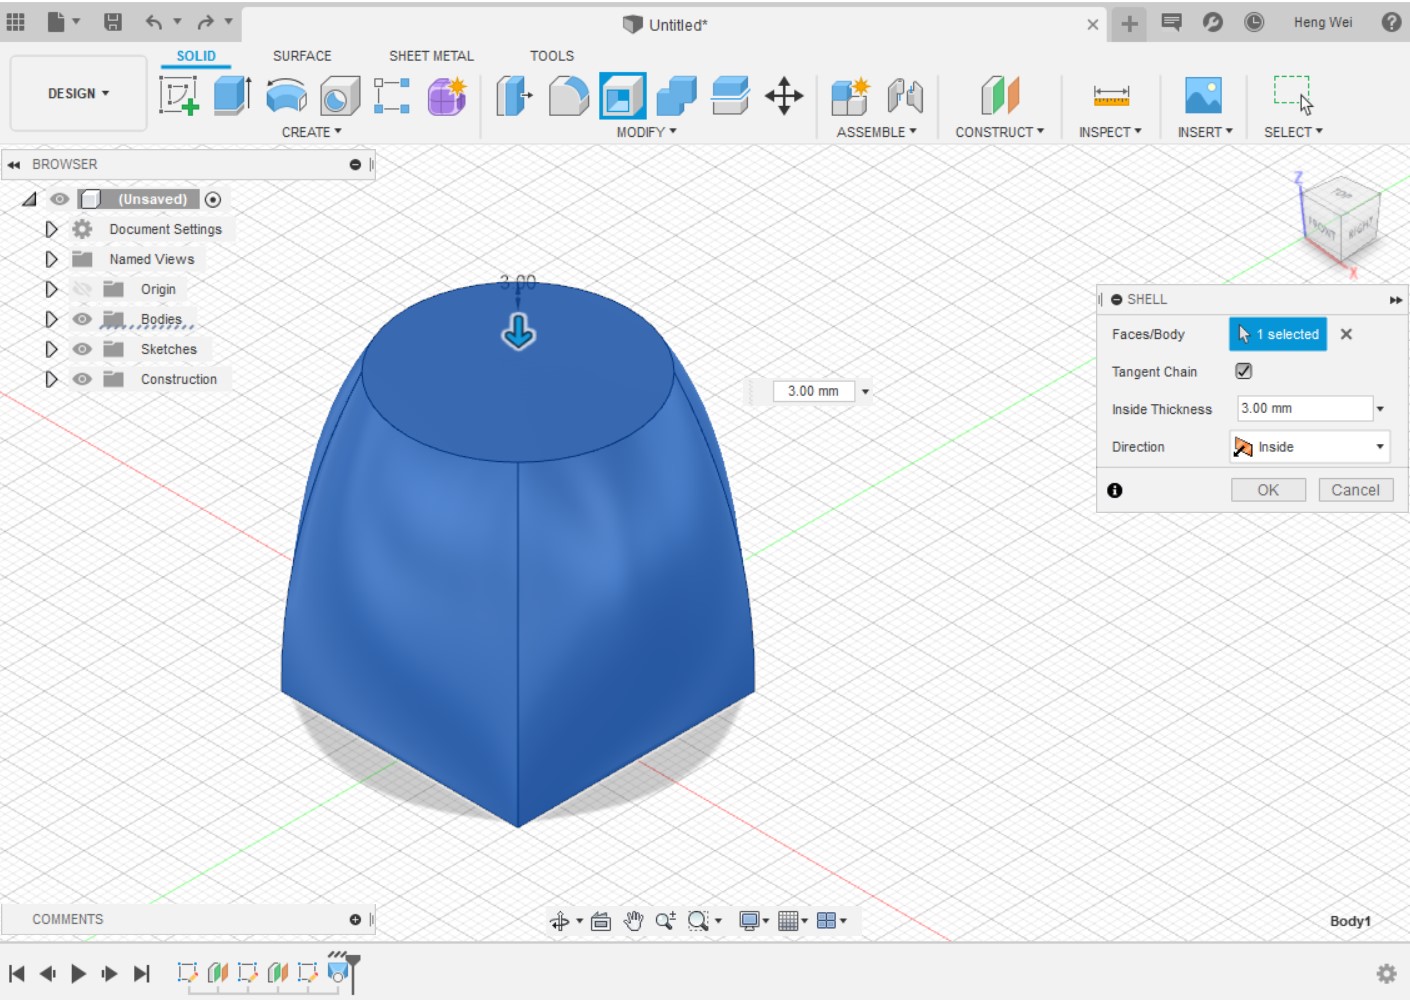 Untitled*
Heng Wei
SOLID
SURFACE
SHEET METAL
TOOLS
DESIGN
CREATE
MODIFY
ASSEMBLE
CONSTRUCT
INSPECT
INSERT
SELECT
BROWSER
(Unsaved)
Document Settings
Named Views
Origin
Bodies
Sketches
Construction
3.00
3.00 mm
Z
TOP
FRONT
RIGHT
X
SHELL
Faces/Body
1 selected
Tangent Chain
Inside Thickness
3.00 mm
Direction
Inside
OK
Cancel
COMMENTS
Body1